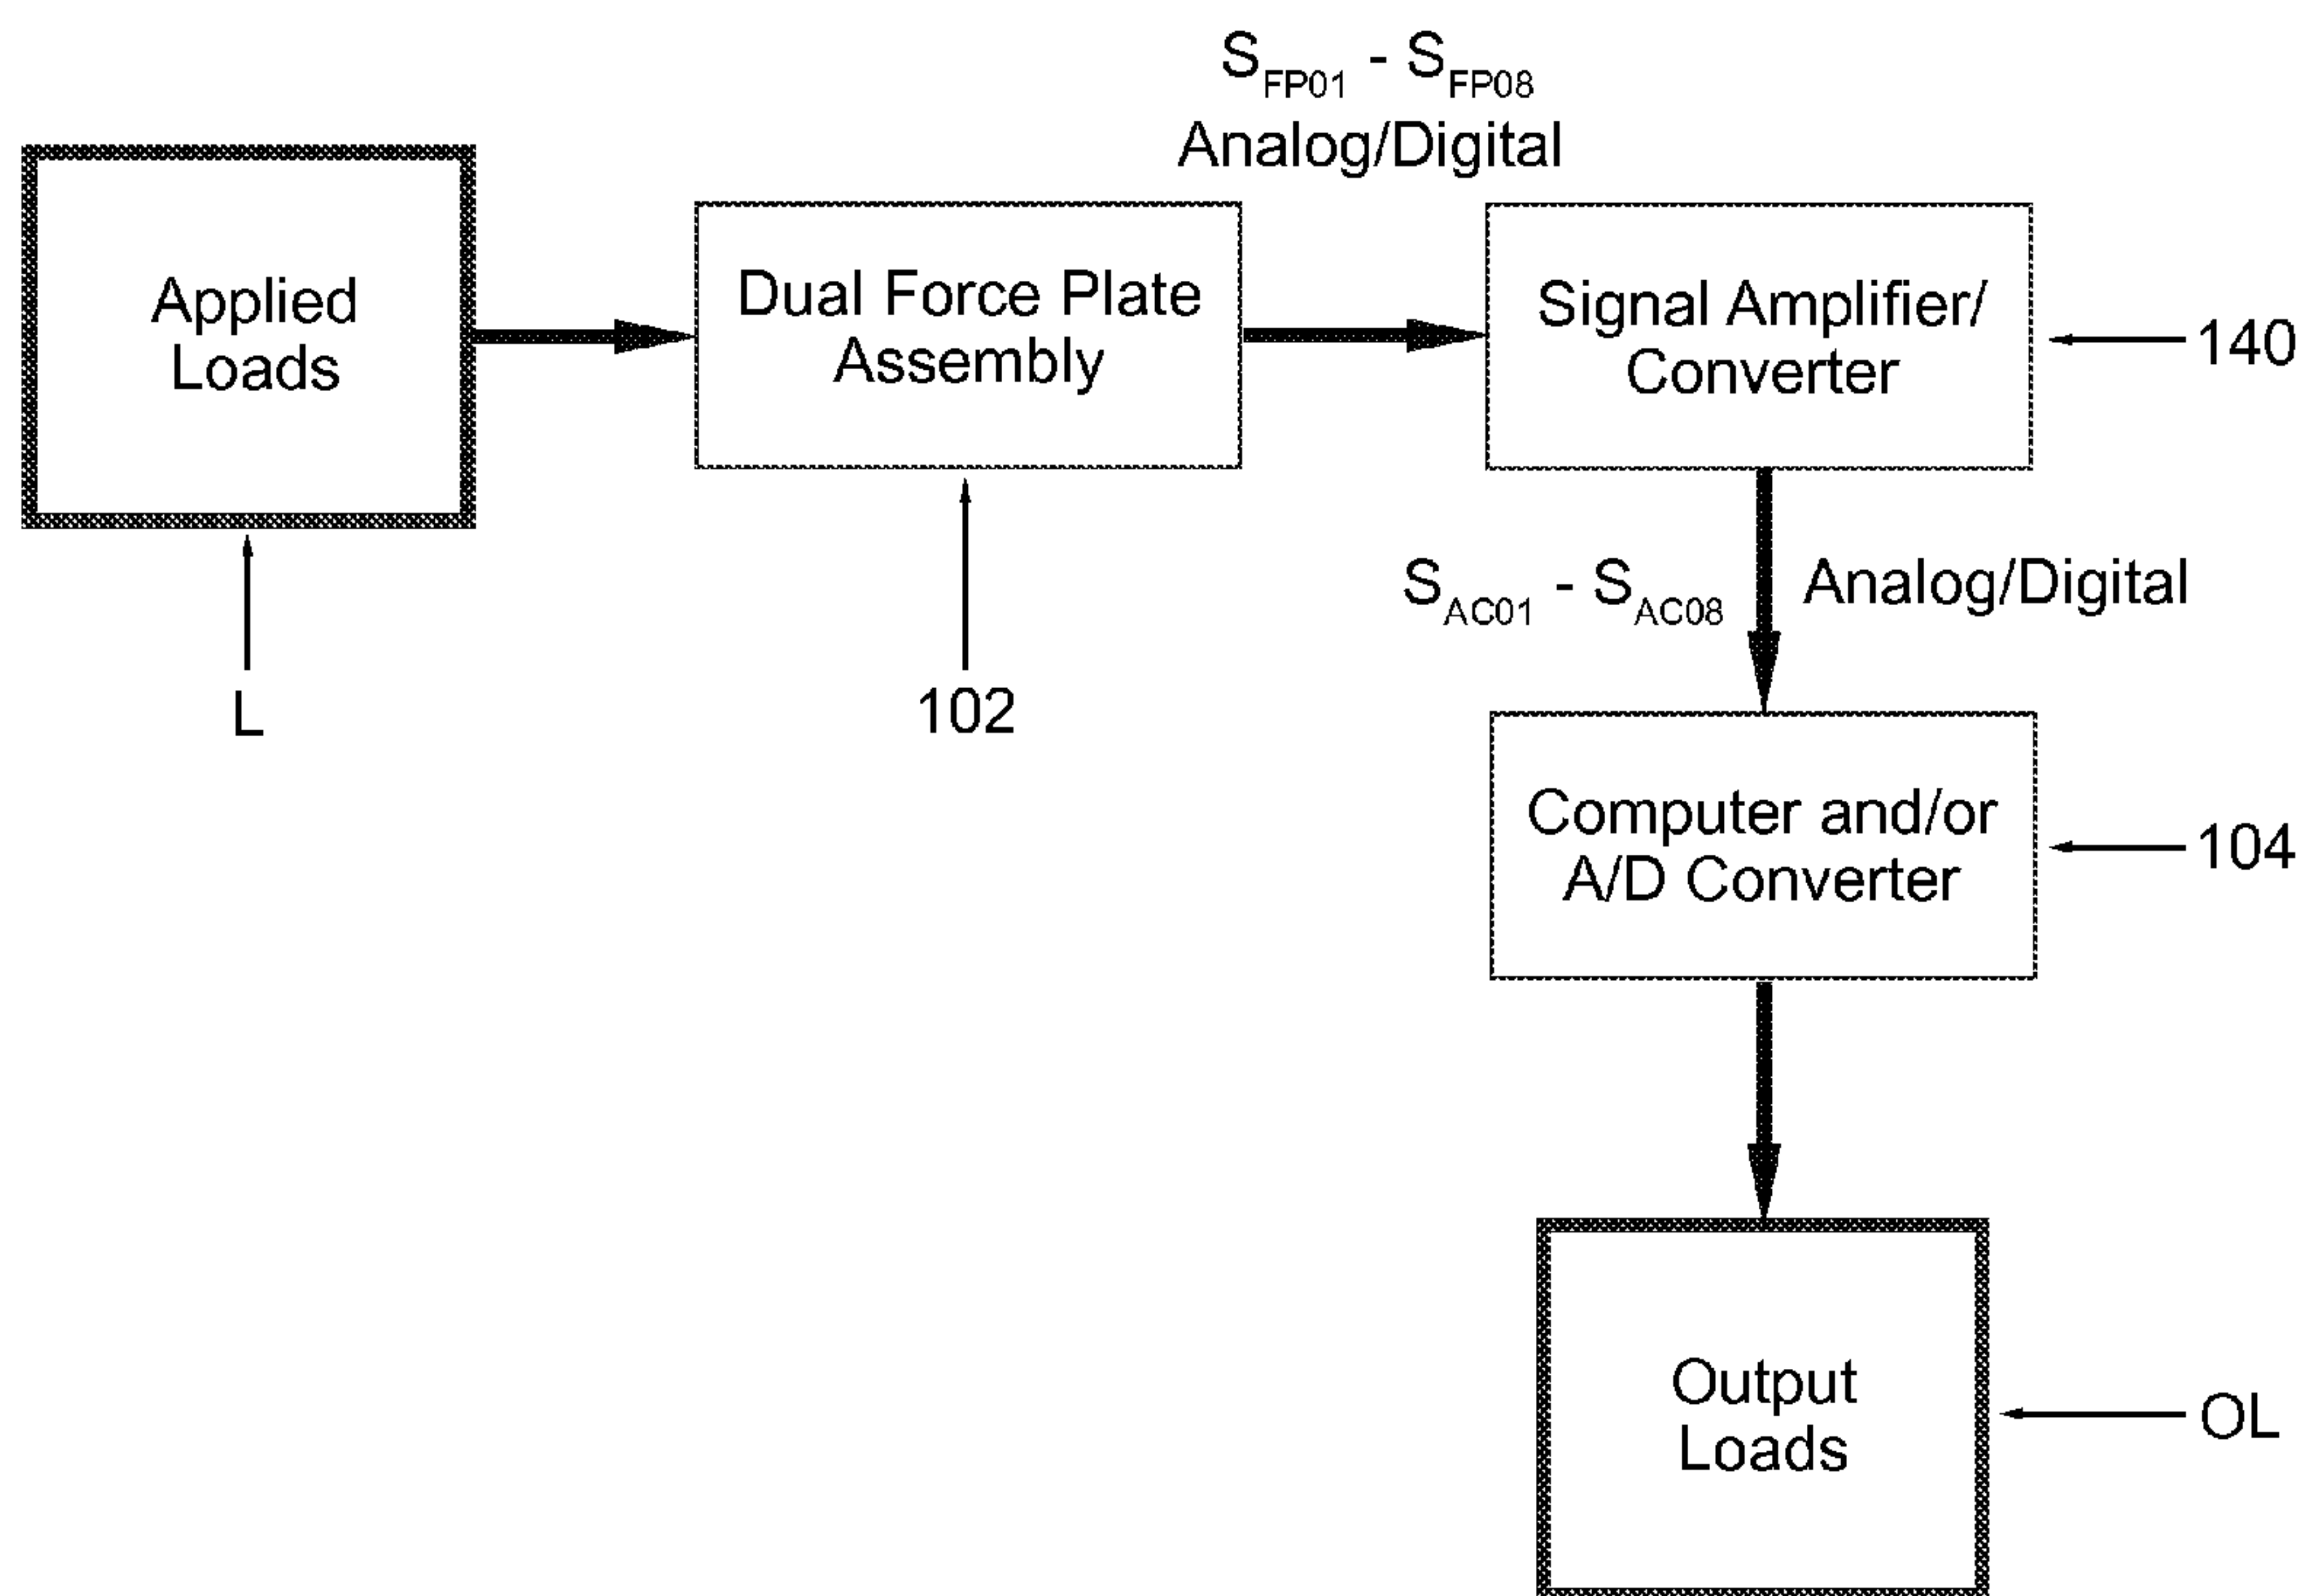 S_FP01 - S_FP08
Analog/Digital
Applied
Loads
Dual Force Plate
Assembly
Signal Amplifier/
Converter
140
L
102
S_AC01 - S_AC08
Analog/Digital
Computer and/or
A/D Converter
104
Output
Loads
OL